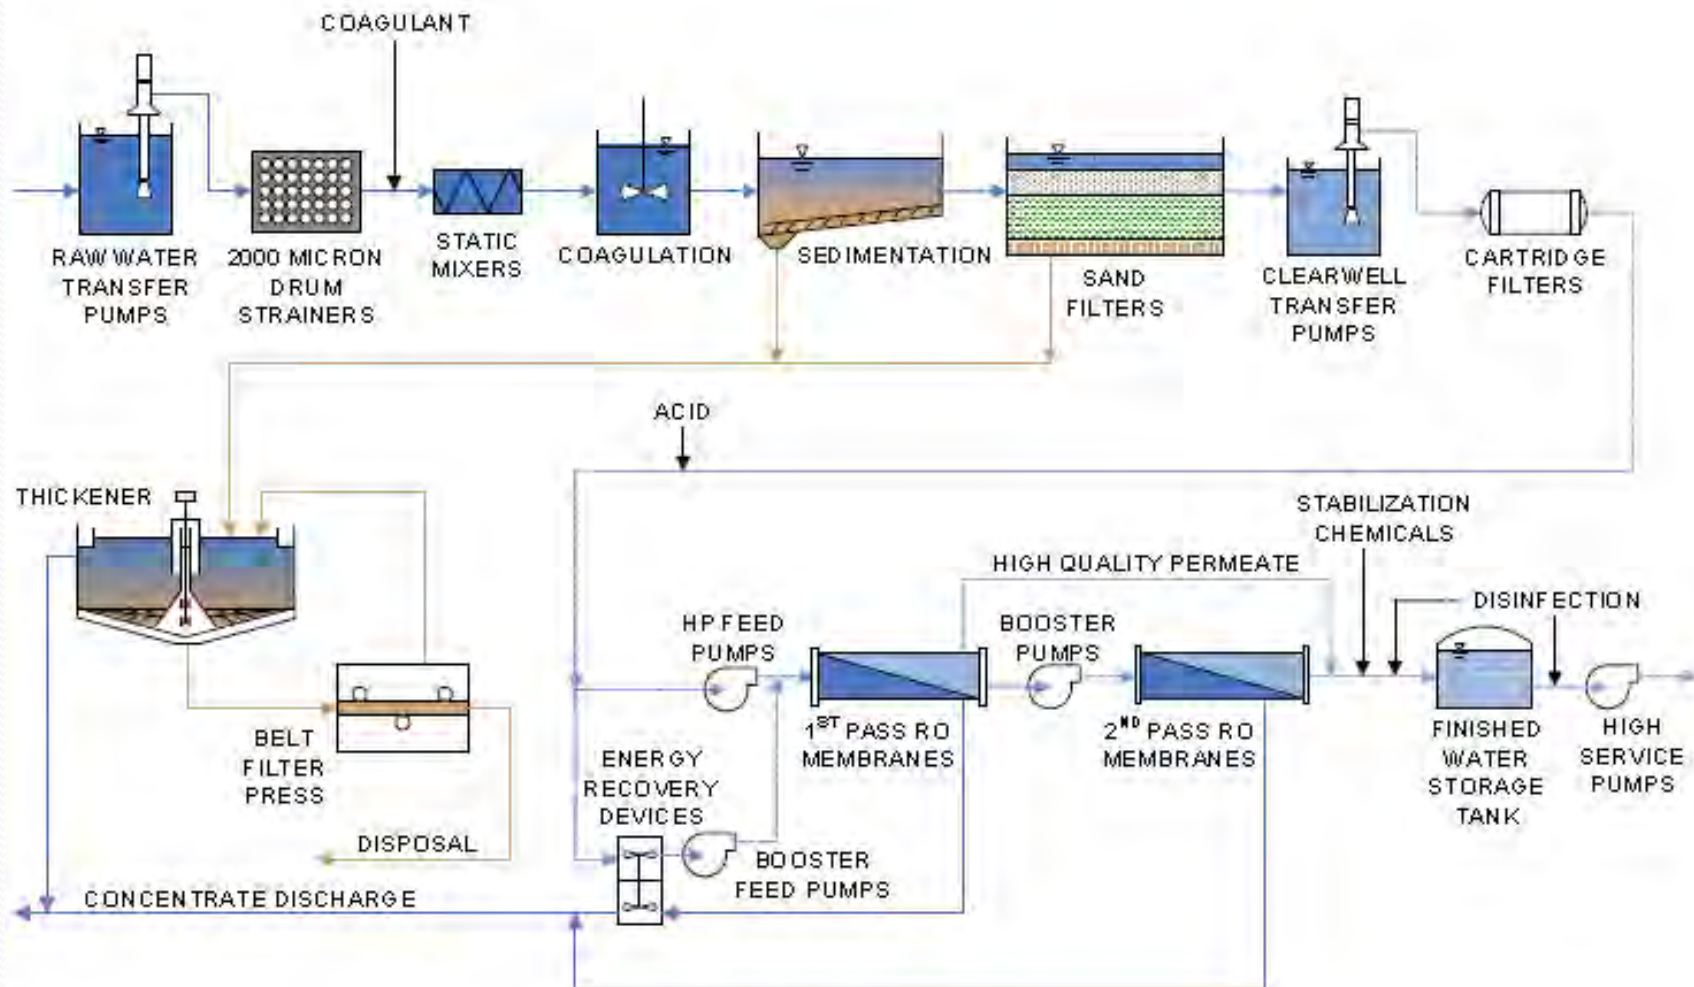 COAGULANT
RAW WATER
TRANSFER
PUMPS
2000 MICRON
DRUM
STRAINERS
STATIC
MIXERS
COAGULATION
SEDIMENTATION
SAND
FILTERS
CLEARWELL
TRANSFER
PUMPS
CARTRIDGE
FILTERS
ACID
THICKENER
STABILIZATION
CHEMICALS
HIGH QUALITY PERMEATE
DISINFECTION
HP FEED
PUMPS
BOOSTER
PUMPS
1ST PASS RO
MEMBRANES
2ND PASS RO
MEMBRANES
FINISHED
WATER
STORAGE
TANK
HIGH
SERVICE
PUMPS
BELT
FILTER
PRESS
ENERGY
RECOVERY
DEVICES
DISPOSAL
BOOSTER
FEED PUMPS
CONCENTRATE DISCHARGE